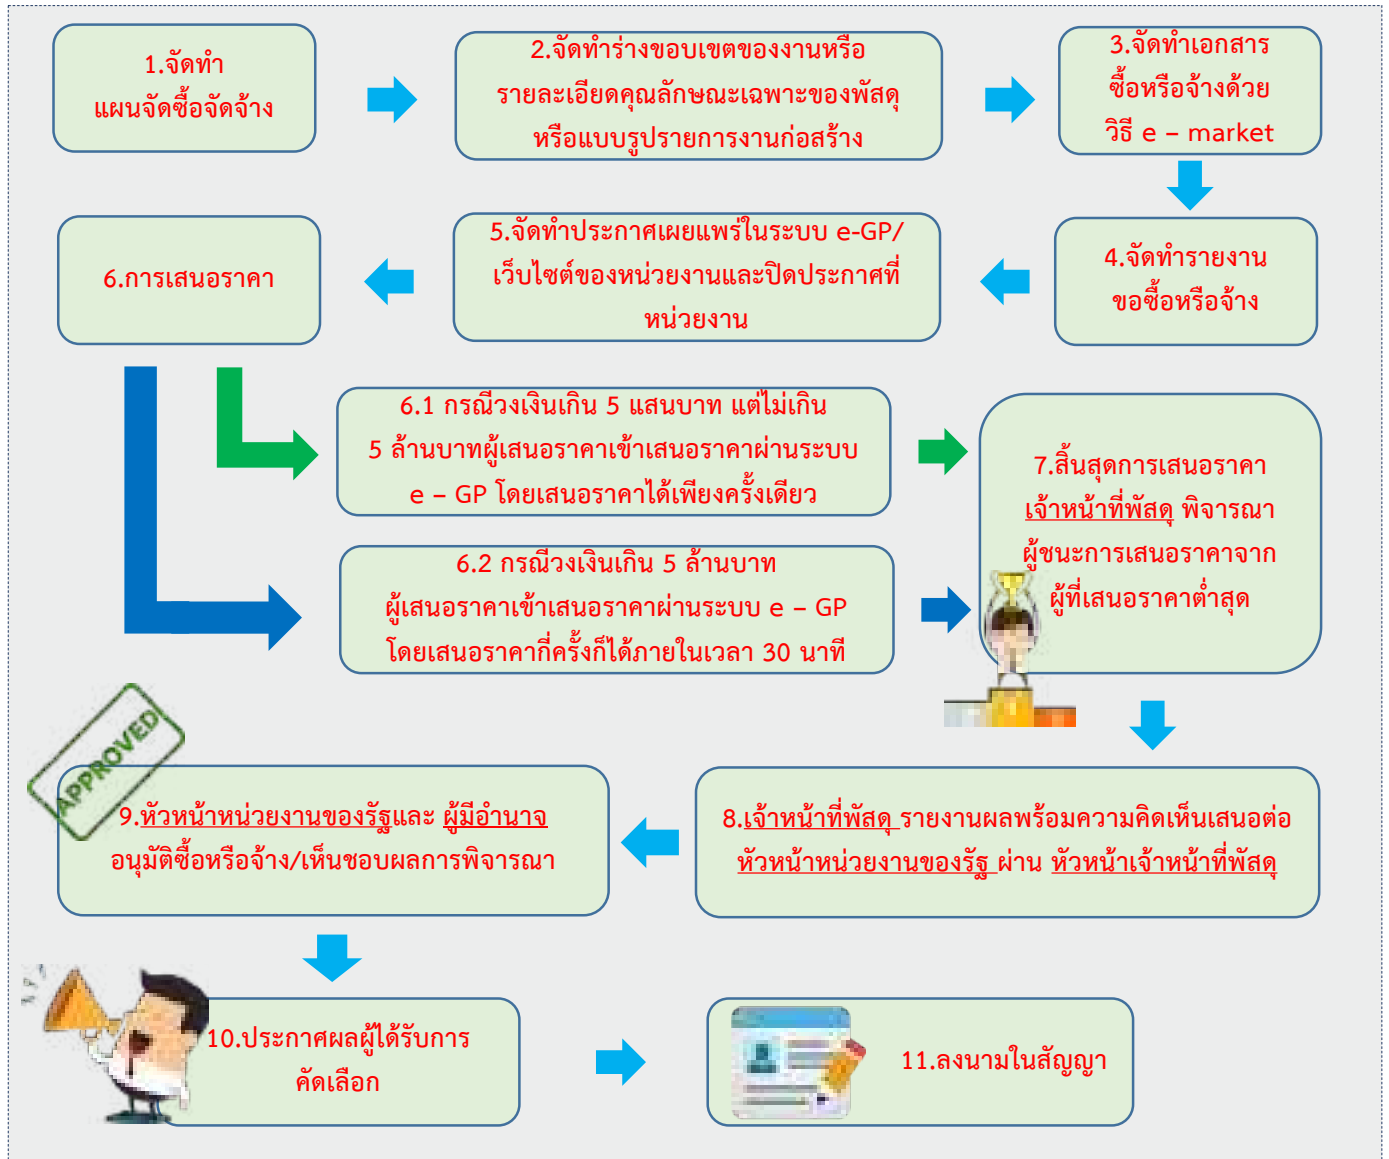 1.จัดทำ
แผนจัดซื้อจัดจ้าง
2.จัดทำร่างขอบเขตของงานหรือ
รายละเอียดคุณลักษณะเฉพาะของพัสดุ
หรือแบบรูปรายการงานก่อสร้าง
3.จัดทำเอกสาร
ซื้อหรือจ้างด้วย
วิธี e – market
4.จัดทำรายงาน
ขอซื้อหรือจ้าง
5.จัดทำประกาศเผยแพร่ในระบบ e-GP/
เว็บไซต์ของหน่วยงานและปิดประกาศที่
หน่วยงาน
6.การเสนอราคา
6.1 กรณีวงเงินเกิน 5 แสนบาท แต่ไม่เกิน
5 ล้านบาทผู้เสนอราคาเข้าเสนอราคาผ่านระบบ
e – GP โดยเสนอราคาได้เพียงครั้งเดียว
6.2 กรณีวงเงินเกิน 5 ล้านบาท
ผู้เสนอราคาเข้าเสนอราคาผ่านระบบ e – GP
โดยเสนอราคากี่ครั้งก็ได้ภายในเวลา 30 นาที
7.สิ้นสุดการเสนอราคา
เจ้าหน้าที่พัสดุ พิจารณา
ผู้ชนะการเสนอราคาจาก
ผู้ที่เสนอราคาต่ำสุด
8.เจ้าหน้าที่พัสดุ รายงานผลพร้อมความคิดเห็นเสนอต่อ
หัวหน้าหน่วยงานของรัฐ ผ่าน หัวหน้าเจ้าหน้าที่พัสดุ
APPROVED
9.หัวหน้าหน่วยงานของรัฐและ ผู้มีอำนาจ
อนุมัติซื้อหรือจ้าง/เห็นชอบผลการพิจารณา
10.ประกาศผลผู้ได้รับการ
คัดเลือก
11.ลงนามในสัญญา